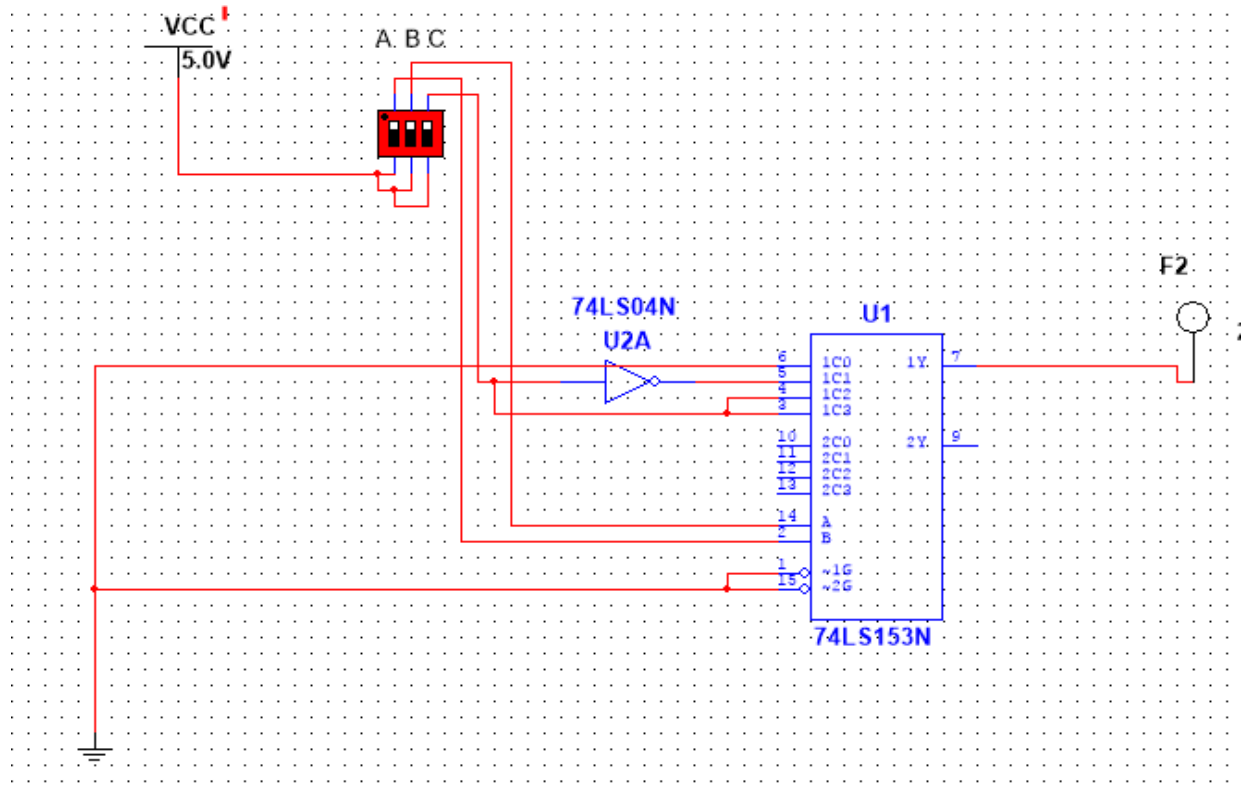 VCC
5.0V
A B C
F2
74LS04N
U2A
U1
6 1C0 1Y 7
5 1C1
4 1C2
3 1C3
10 2C0 2Y 9
11 2C1
12 2C2
13 2C3
14 A
2 B
1 ~1G
15 ~2G
74LS153N